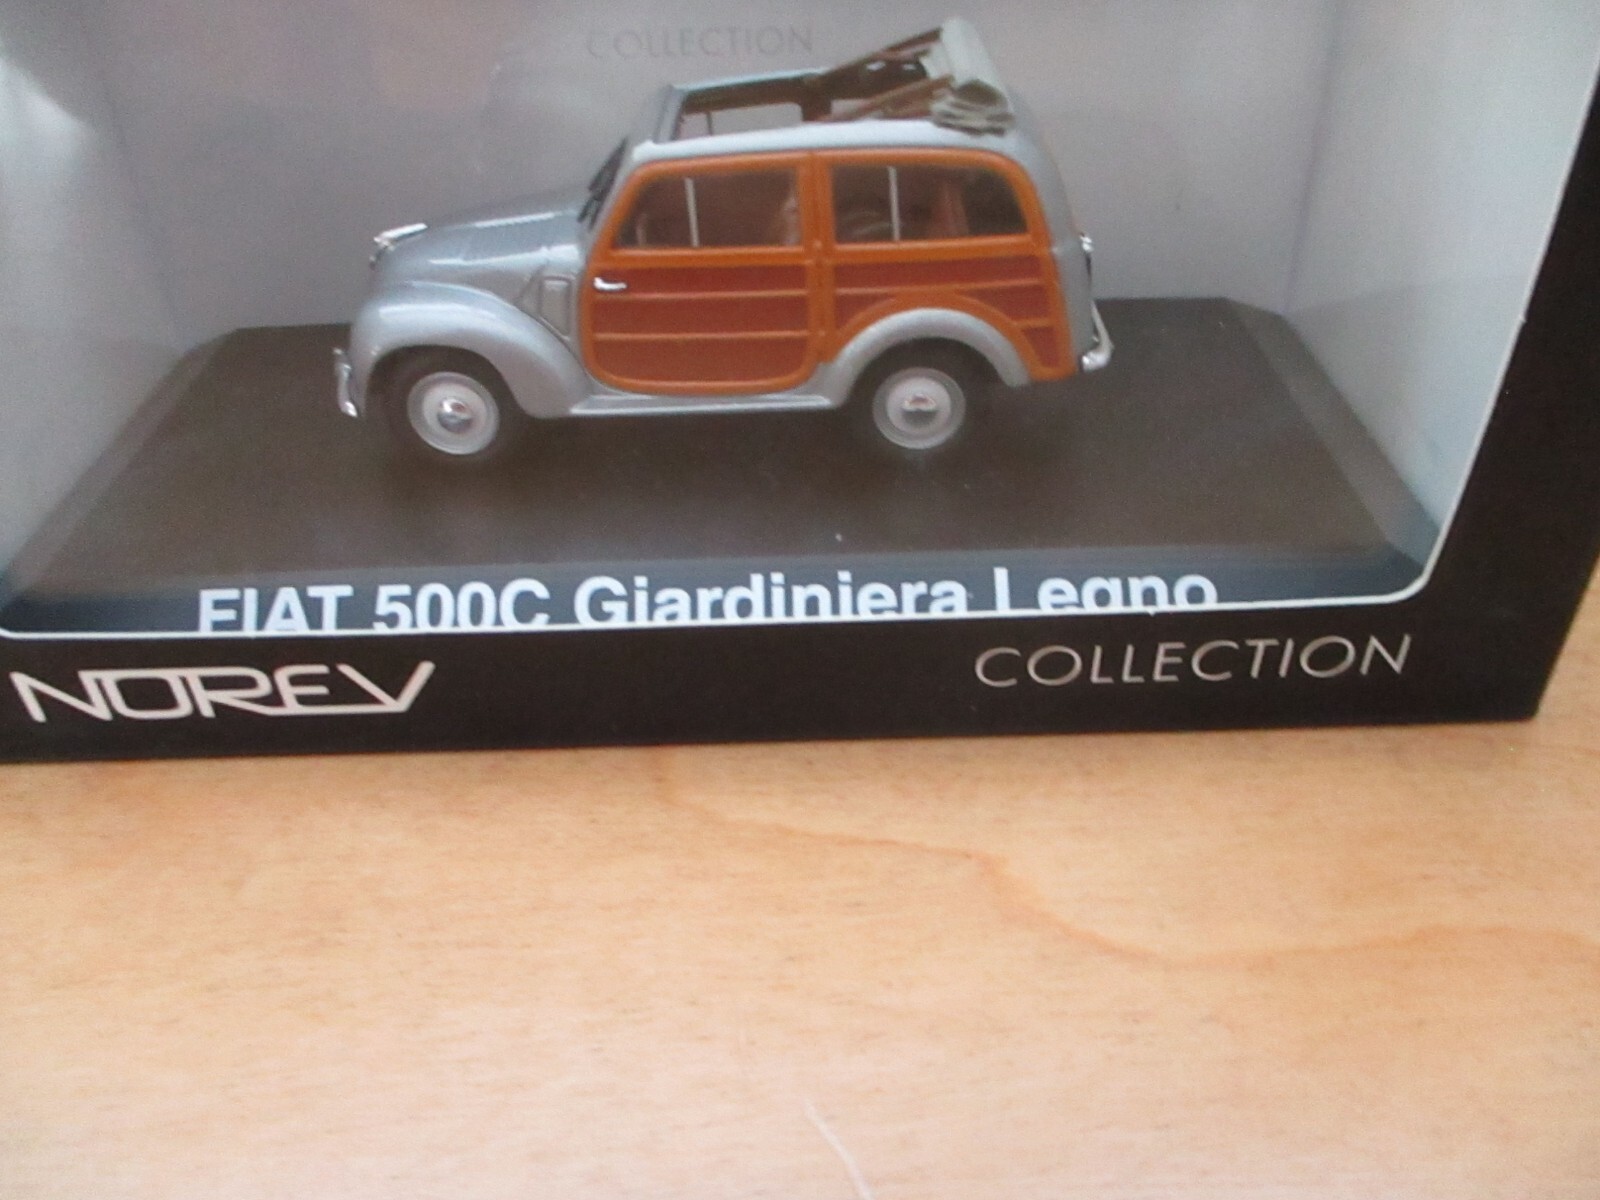 COLLECTION
FIAT 500C Giardiniera Legno
NOREV
COLLECTION